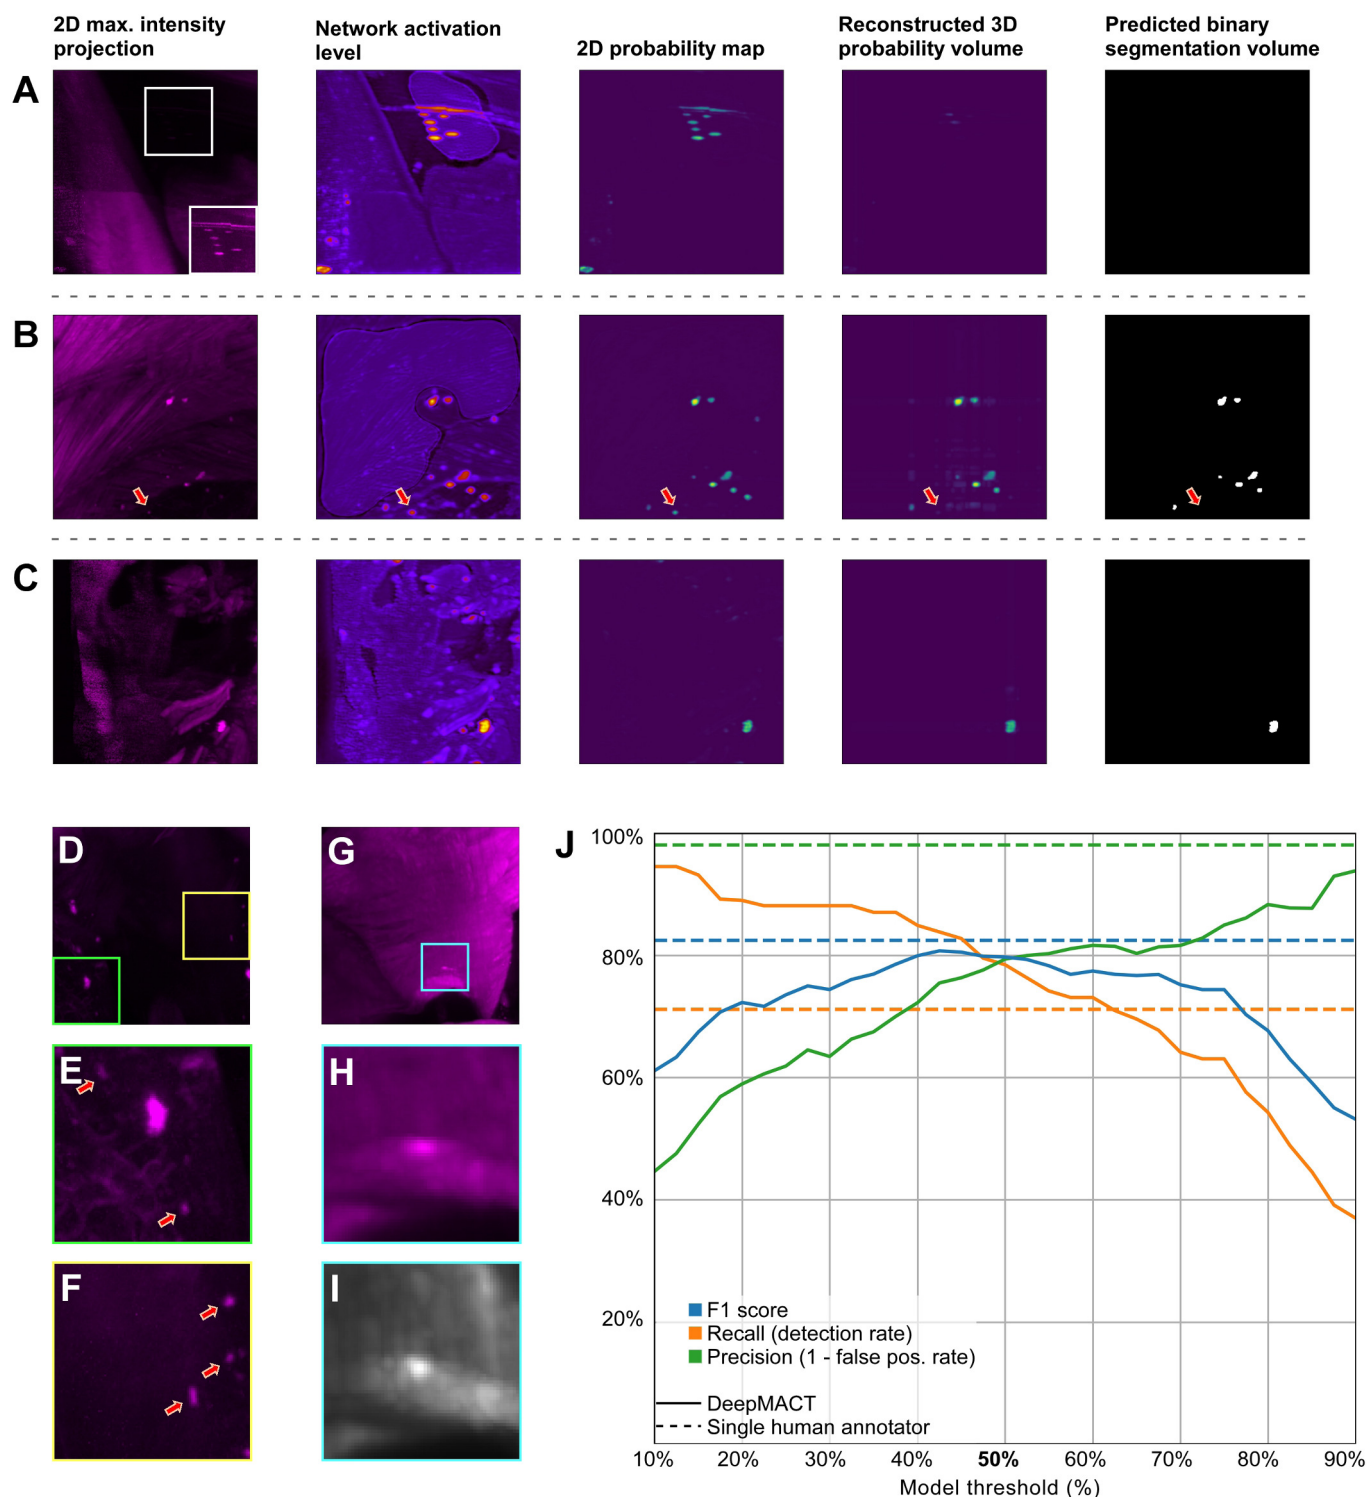 2D max. intensity
projection
Network activation
level
2D probability map
Reconstructed 3D
probability volume
Predicted binary
segmentation volume
A
B
C
D
G
E
H
F
I
J
100%
80%
60%
40%
20%
F1 score
Recall (detection rate)
Precision (1 - false pos. rate)
DeepMACT
Single human annotator
10% 20% 30% 40% 50% 60% 70% 80% 90%
Model threshold (%)